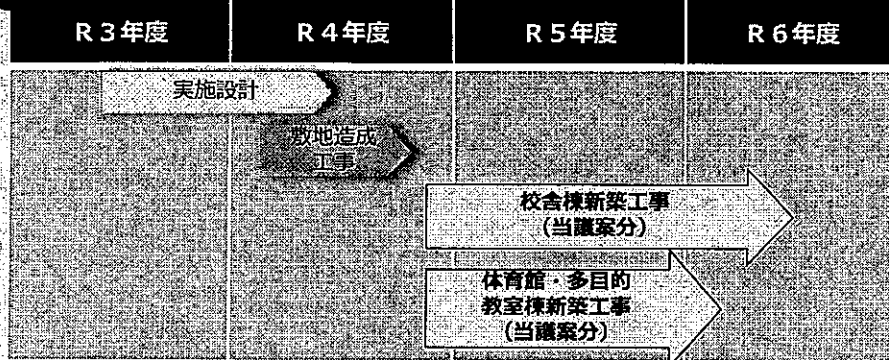 R３年度
R４年度
R５年度
R６年度
実施設計
敷地造成
工事
校舎棟新築工事
（当議案分）
体育館・多目的
教室棟新築工事
（当議案分）